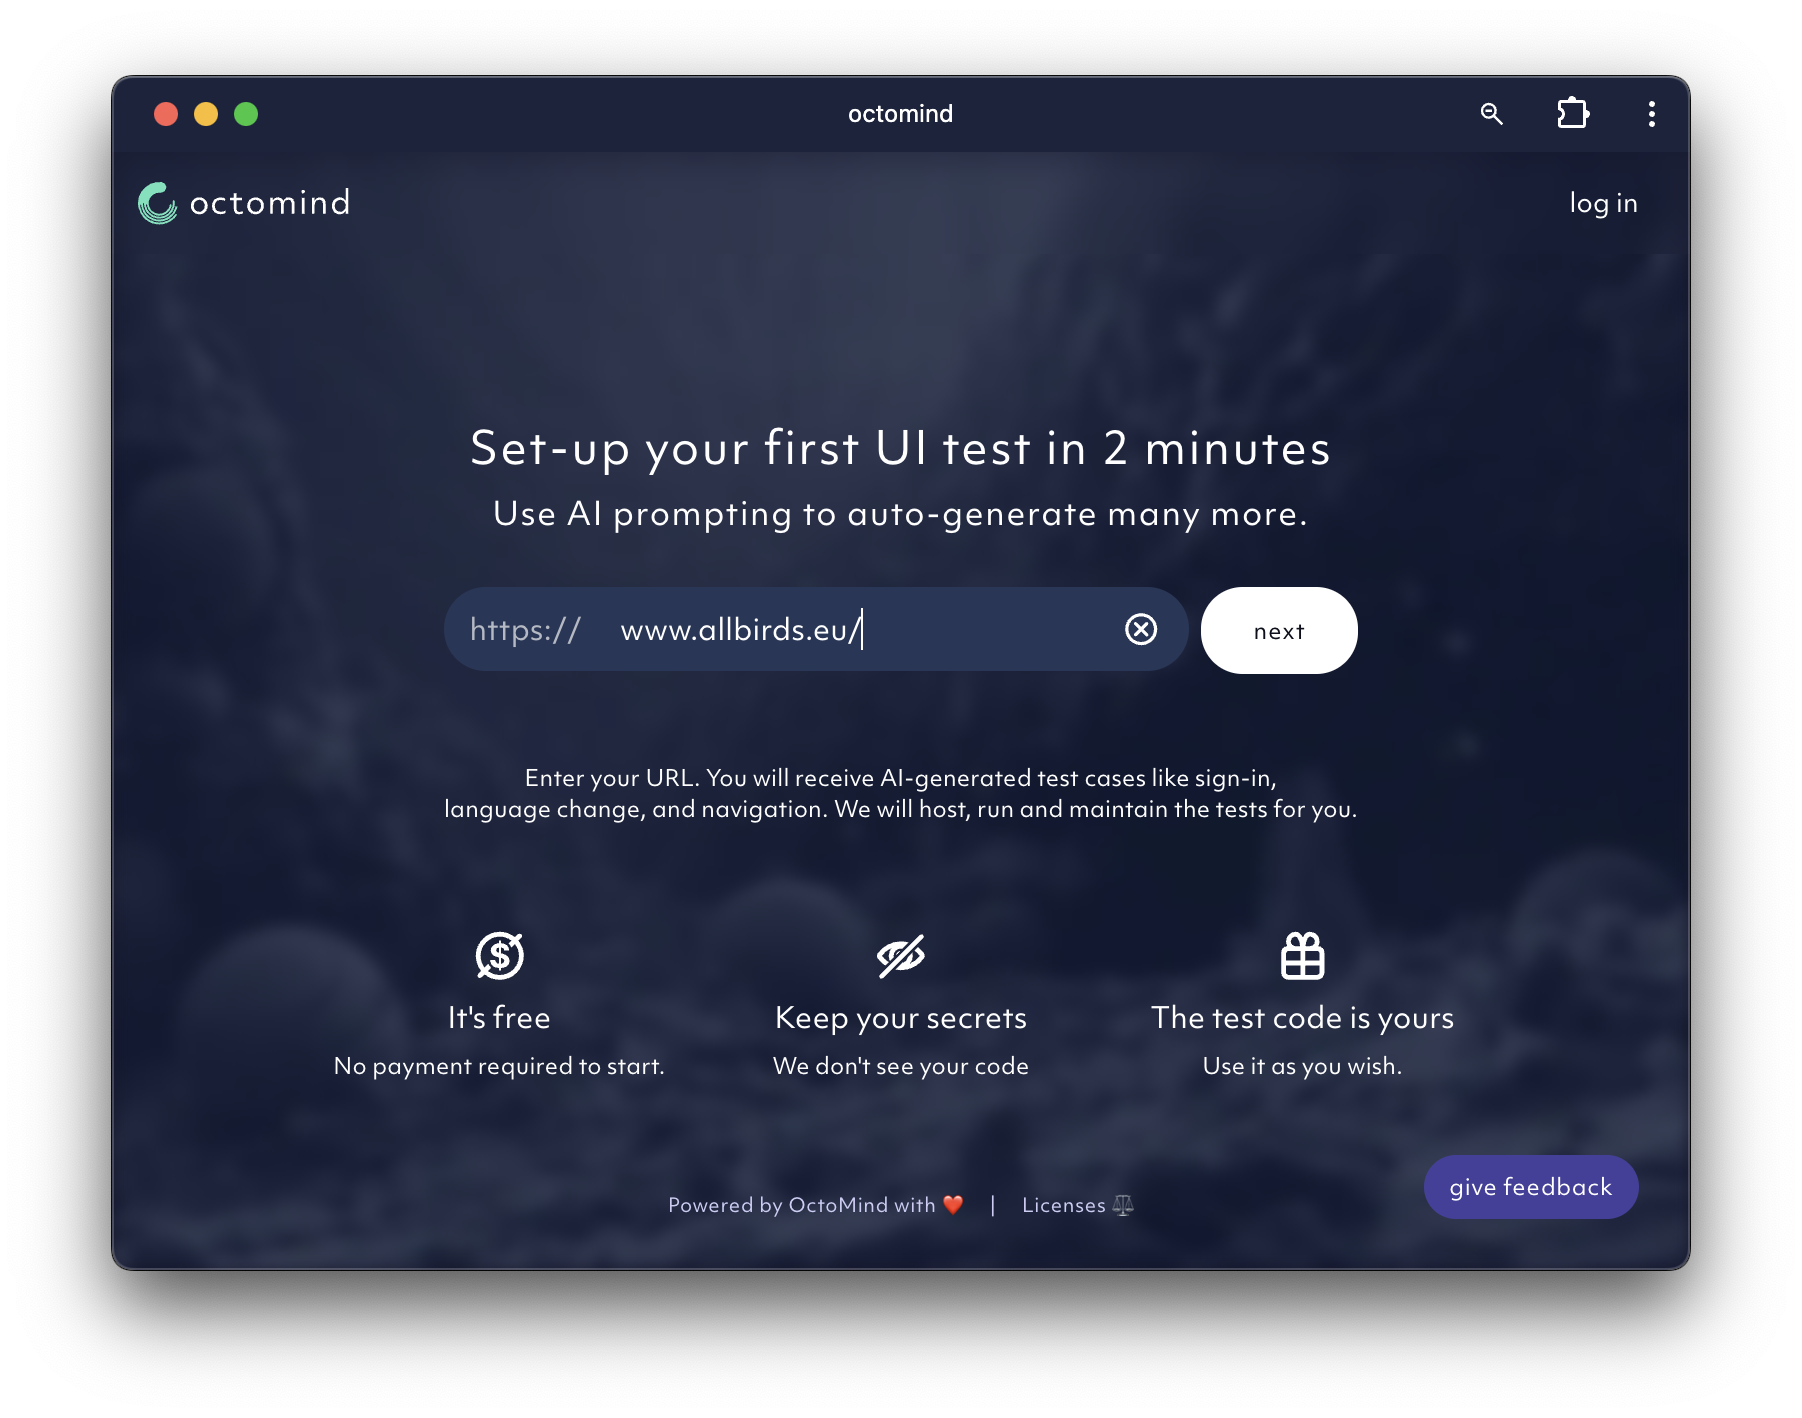 octomind
octomind
log in
Set-up your first UI test in 2 minutes
Use AI prompting to auto-generate many more.
https:// www.allbirds.eu/
next
Enter your URL. You will receive AI-generated test cases like sign-in,
language change, and navigation. We will host, run and maintain the tests for you.
It's free
No payment required to start.
Keep your secrets
We don't see your code
The test code is yours
Use it as you wish.
Powered by OctoMind with ❤️ | Licenses ⚖️
give feedback